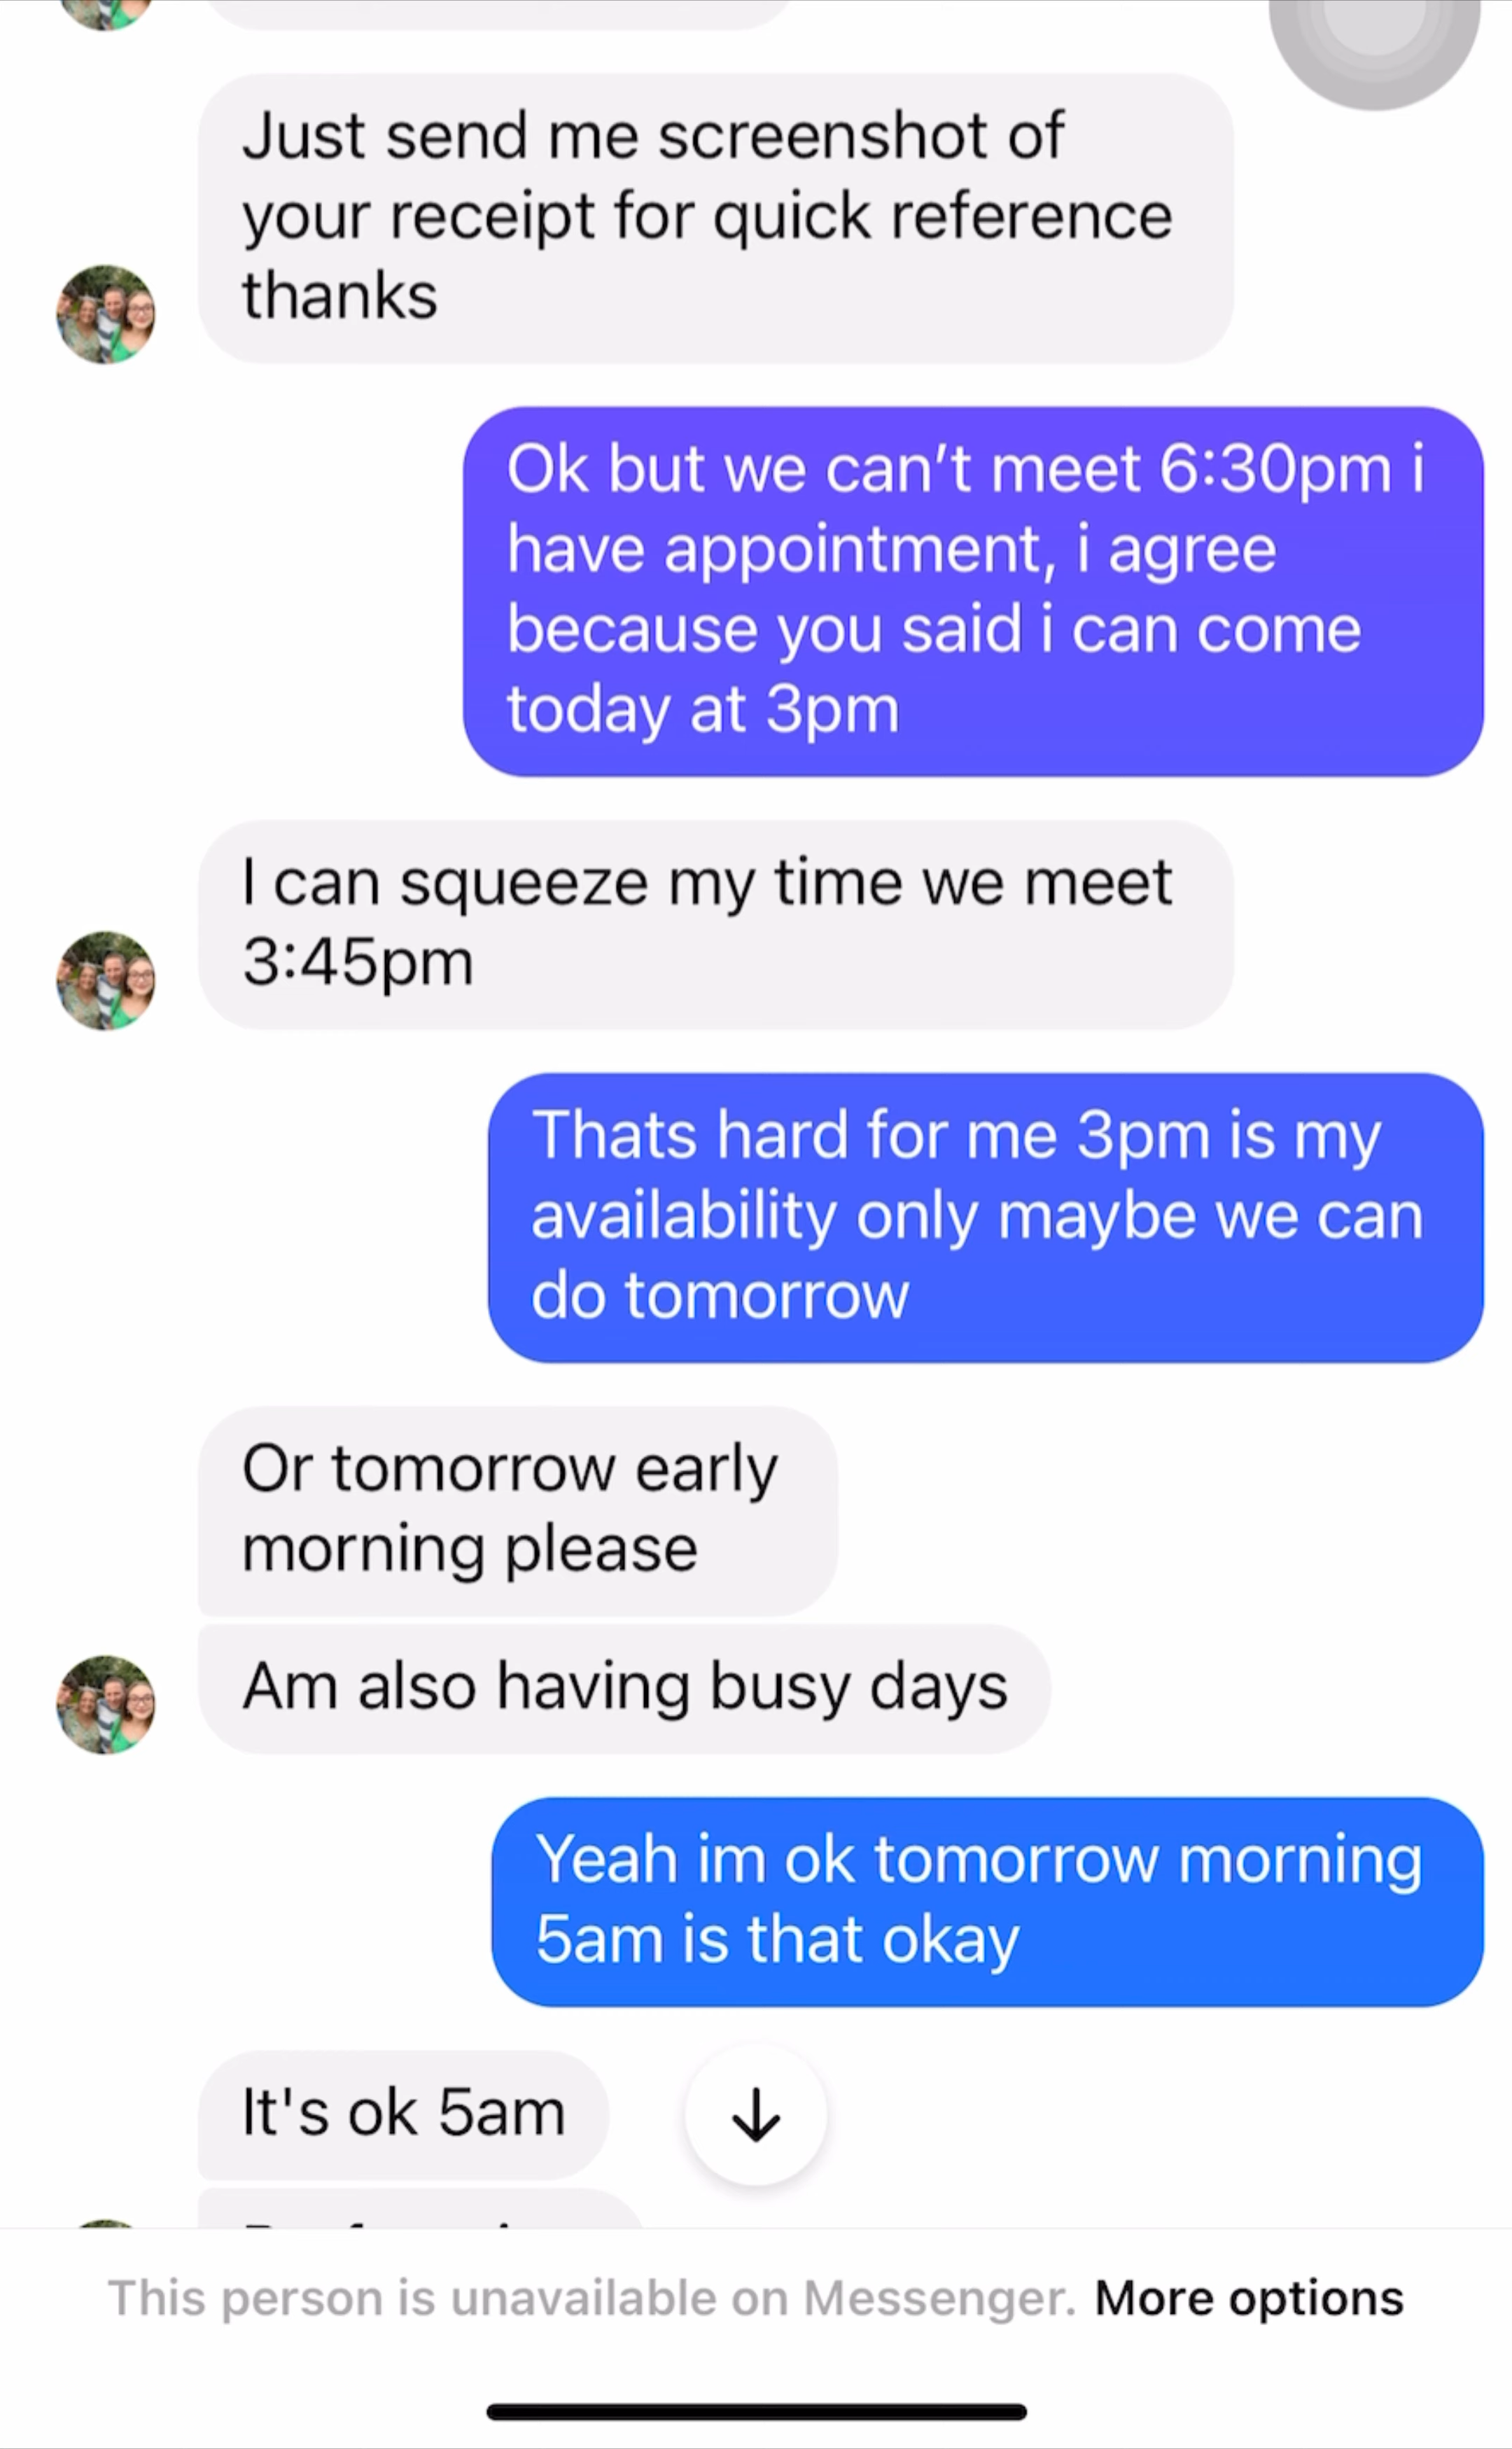 Just send me screenshot of
your receipt for quick reference
thanks
Ok but we can’t meet 6:30pm i
have appointment, i agree
because you said i can come
today at 3pm
I can squeeze my time we meet
3:45pm
Thats hard for me 3pm is my
availability only maybe we can
do tomorrow
Or tomorrow early
morning please
Am also having busy days
Yeah im ok tomorrow morning
5am is that okay
It's ok 5am
This person is unavailable on Messenger. More options